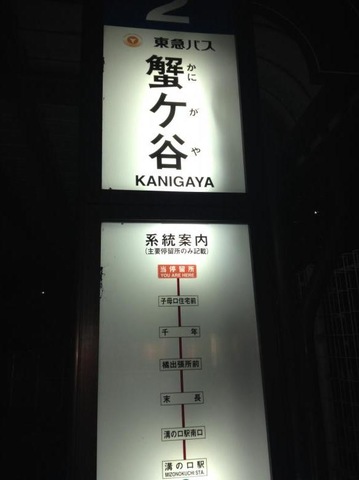 2
東急バス
蟹ケ谷
かに が や
KANIGAYA
系統案内
(主要停留所のみ記載)
当停留所
YOU ARE HERE
子母口住宅前
千年
橘出張所前
末長
溝の口駅南口
溝の口駅
MIZONOKUCHI STA.